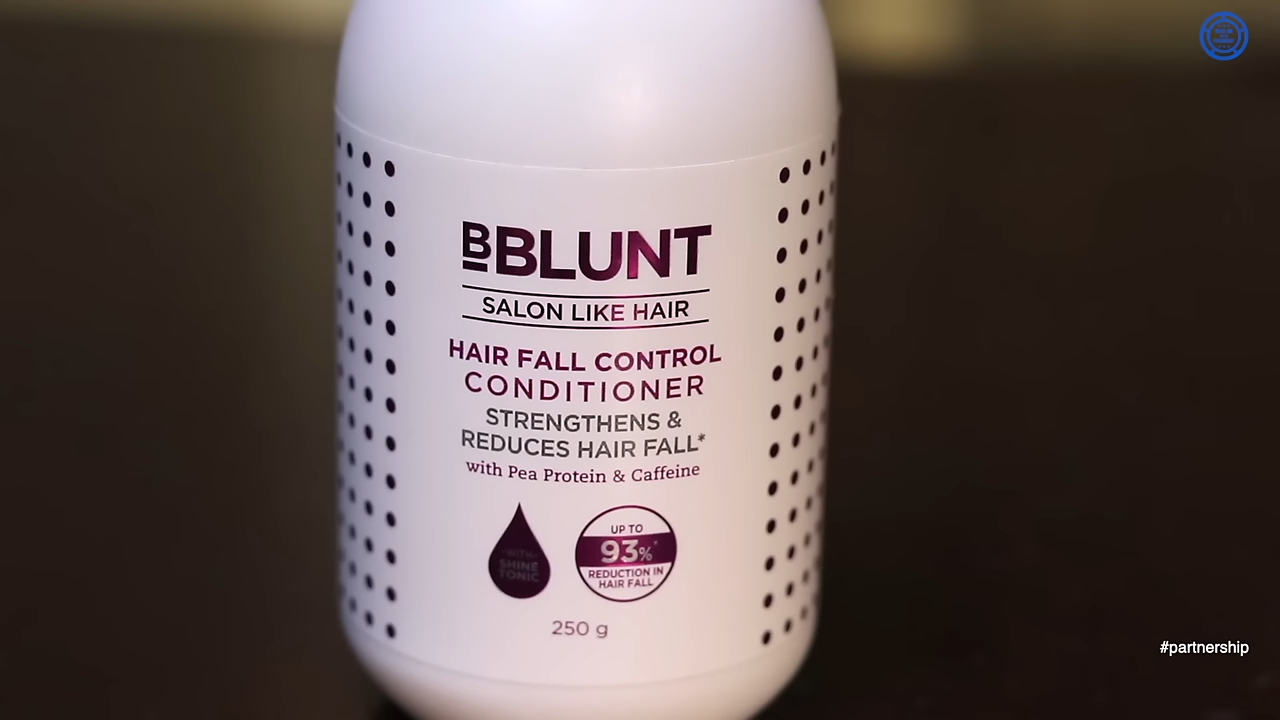 BBLUNT
SALON LIKE HAIR
HAIR FALL CONTROL
CONDITIONER
STRENGTHENS &
REDUCES HAIR FALL*
with Pea Protein & Caffeine
WITH
SHINE
TONIC
UP TO
93%*
REDUCTION IN
HAIR FALL
250 g
#partnership